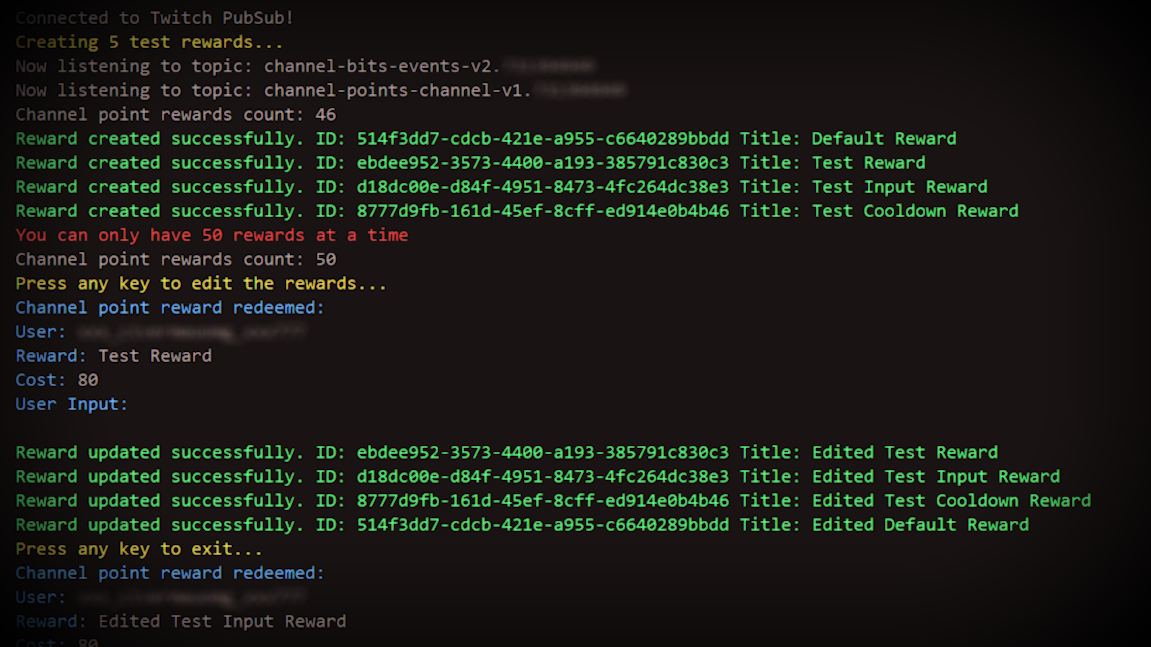 Connected to Twitch PubSub!
Creating 5 test rewards...
Now listening to topic: channel-bits-events-v2.
Now listening to topic: channel-points-channel-v1.
Channel point rewards count: 46
Reward created successfully. ID: 514f3dd7-cdcb-421e-a955-c6640289bbdd Title: Default Reward
Reward created successfully. ID: ebdee952-3573-4400-a193-385791c830c3 Title: Test Reward
Reward created successfully. ID: d18dc00e-d84f-4951-8473-4fc264dc38e3 Title: Test Input Reward
Reward created successfully. ID: 8777d9fb-161d-45ef-8cff-ed914e0b4b46 Title: Test Cooldown Reward
You can only have 50 rewards at a time
Channel point rewards count: 50
Press any key to edit the rewards...
Channel point reward redeemed:
User:
Reward: Test Reward
Cost: 80
User Input:
Reward updated successfully. ID: ebdee952-3573-4400-a193-385791c830c3 Title: Edited Test Reward
Reward updated successfully. ID: d18dc00e-d84f-4951-8473-4fc264dc38e3 Title: Edited Test Input Reward
Reward updated successfully. ID: 8777d9fb-161d-45ef-8cff-ed914e0b4b46 Title: Edited Test Cooldown Reward
Reward updated successfully. ID: 514f3dd7-cdcb-421e-a955-c6640289bbdd Title: Edited Default Reward
Press any key to exit...
Channel point reward redeemed:
User:
Reward: Edited Test Input Reward
Cost: 80